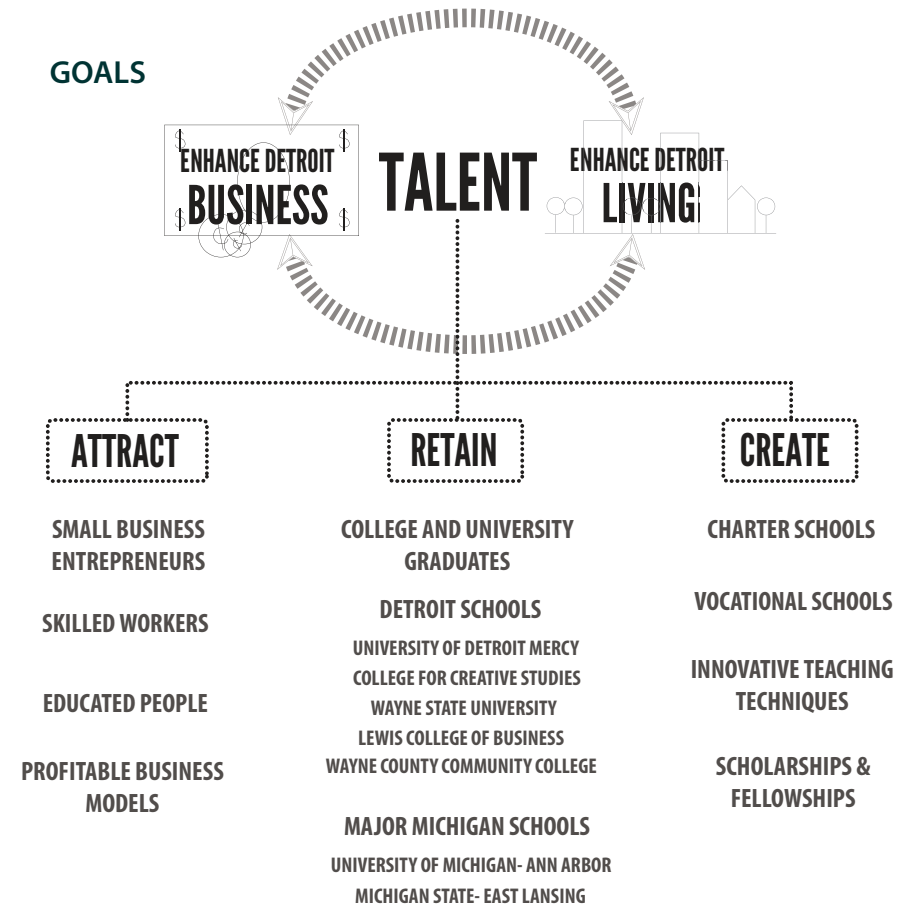 GOALS
ENHANCE DETROIT
BUSINESS
$
$
$
$
TALENT
ENHANCE DETROIT
LIVING
ATTRACT
SMALL BUSINESS
ENTREPRENEURS
SKILLED WORKERS
EDUCATED PEOPLE
PROFITABLE BUSINESS
MODELS
RETAIN
COLLEGE AND UNIVERSITY
GRADUATES
DETROIT SCHOOLS
UNIVERSITY OF DETROIT MERCY
COLLEGE FOR CREATIVE STUDIES
WAYNE STATE UNIVERSITY
LEWIS COLLEGE OF BUSINESS
WAYNE COUNTY COMMUNITY COLLEGE
MAJOR MICHIGAN SCHOOLS
UNIVERSITY OF MICHIGAN- ANN ARBOR
MICHIGAN STATE- EAST LANSING
CREATE
CHARTER SCHOOLS
VOCATIONAL SCHOOLS
INNOVATIVE TEACHING
TECHNIQUES
SCHOLARSHIPS &
FELLOWSHIPS